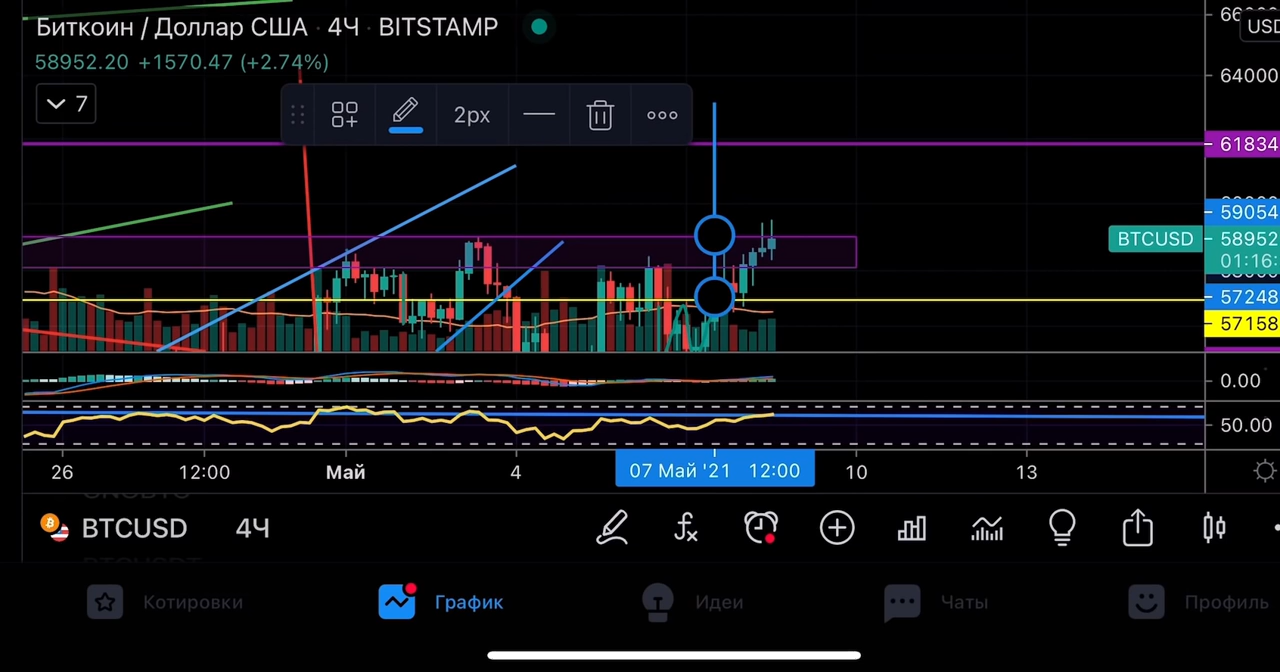 66000
USD
Биткоин / Доллар США · 4Ч · BITSTAMP
58952.20 +1570.47 (+2.74%)
64000
7
2px
61834
59054
BTCUSD 58952
01:16:
57248
57158
0.00
50.00
26 12:00 Май 4 07 Май '21 12:00 10 13
BTCUSD 4Ч
Котировки График Идеи Чаты Профиль